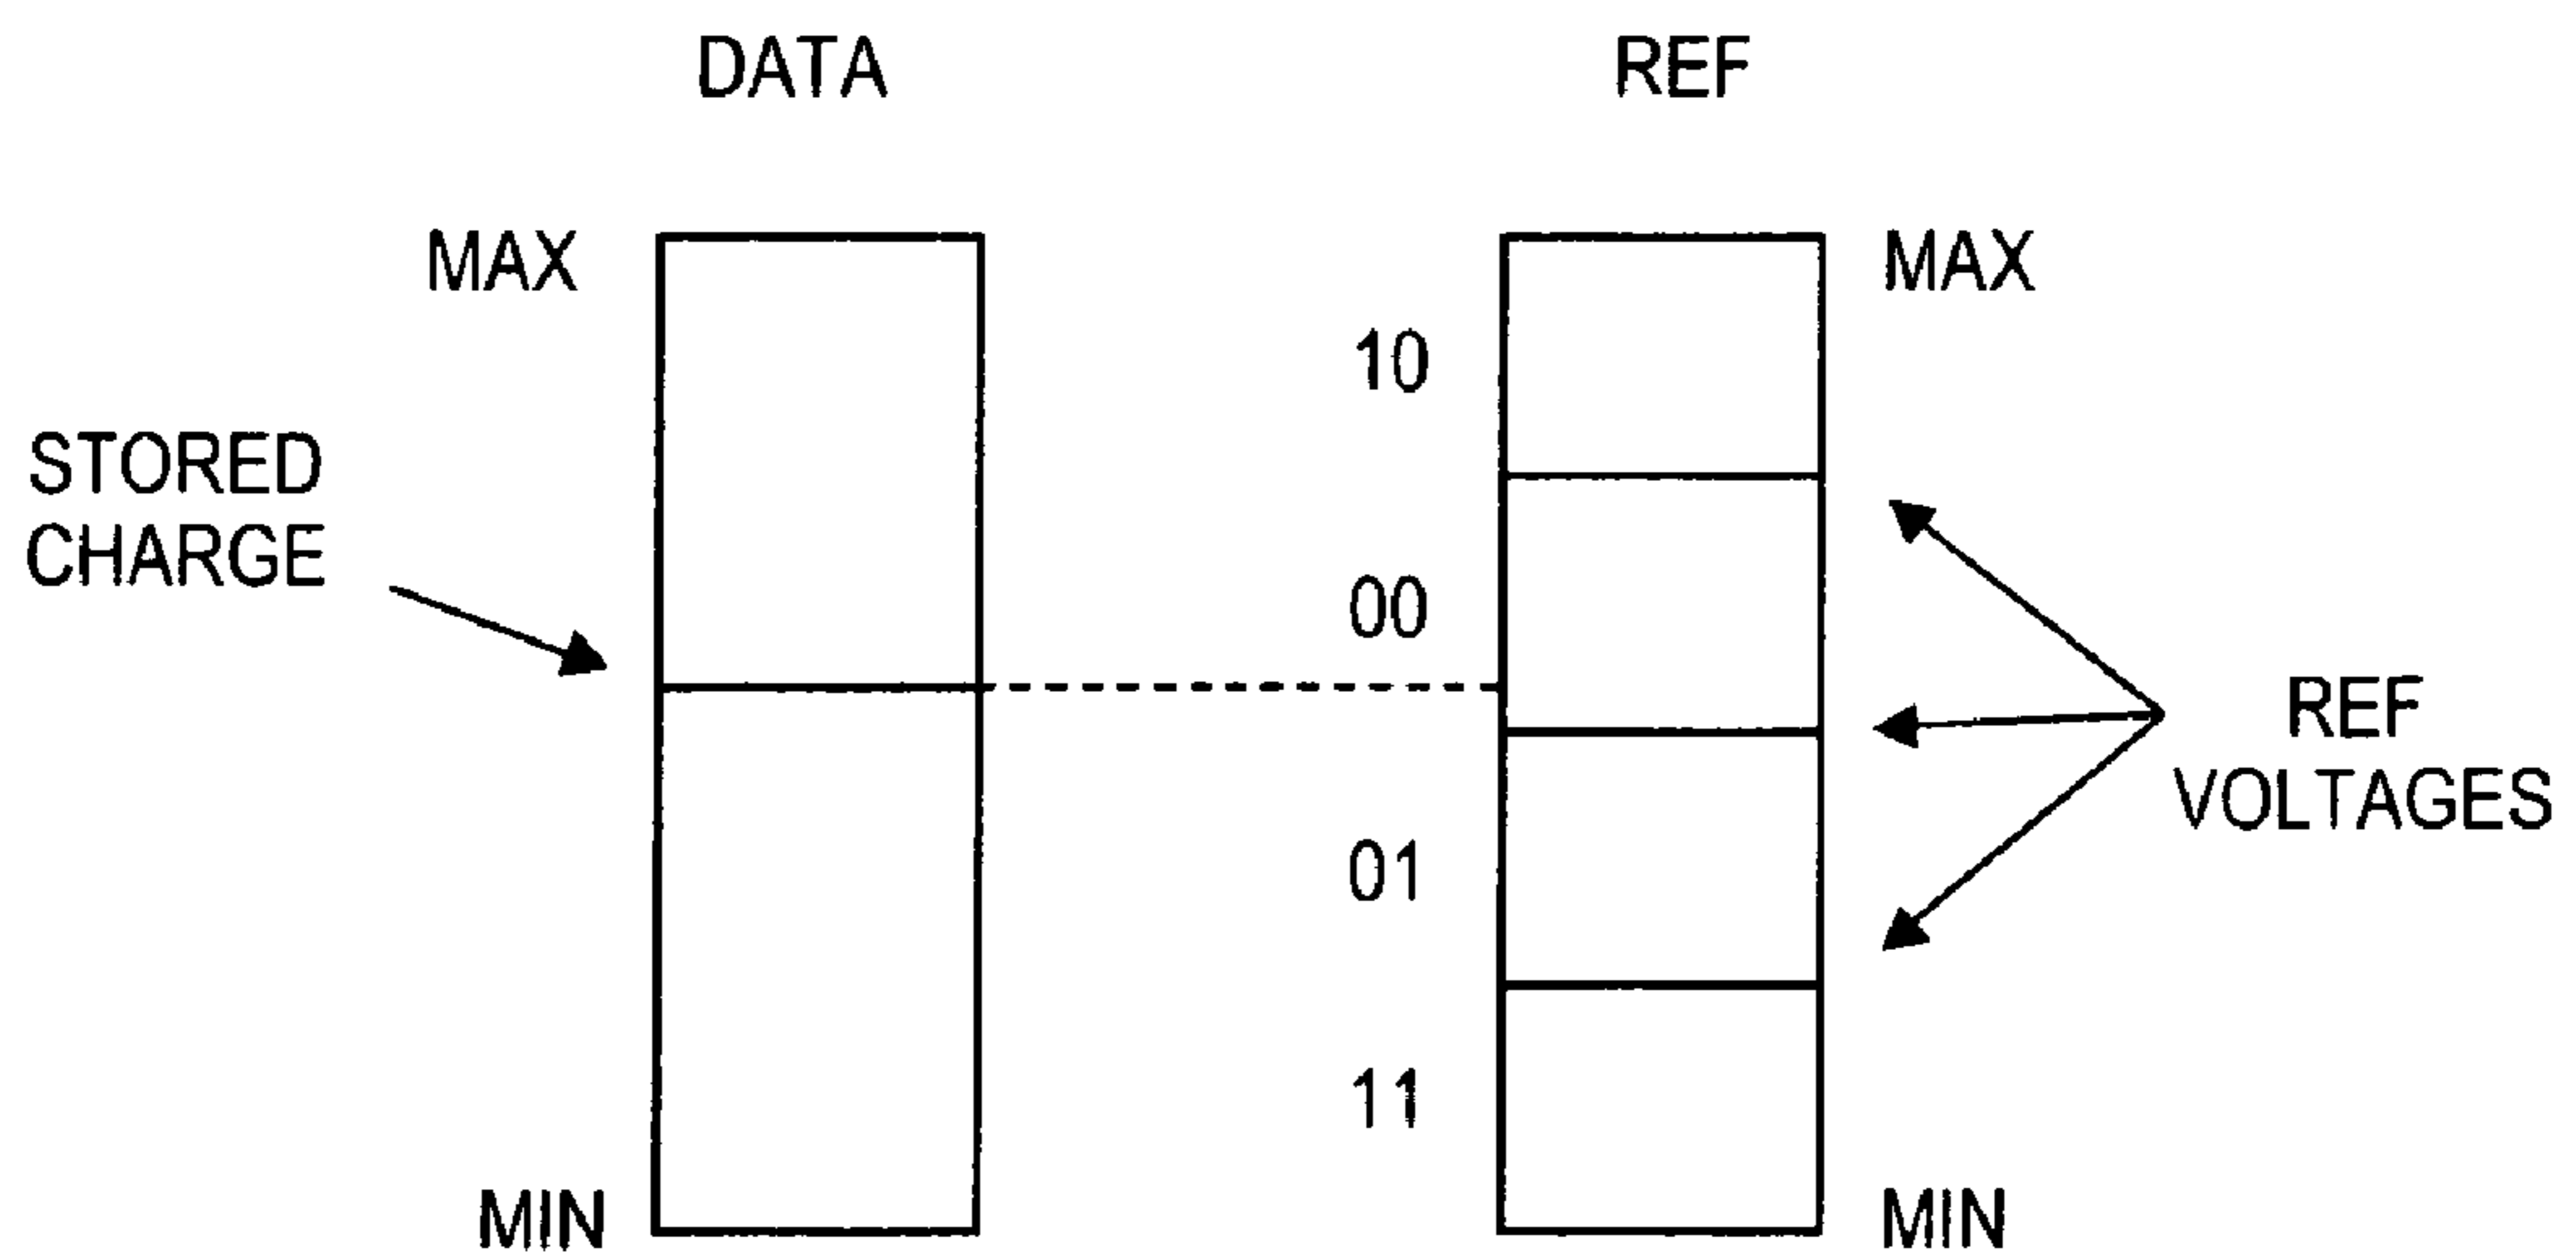 DATA
REF
MAX
MAX
10
STORED
CHARGE
00
REF
VOLTAGES
01
11
MIN
MIN